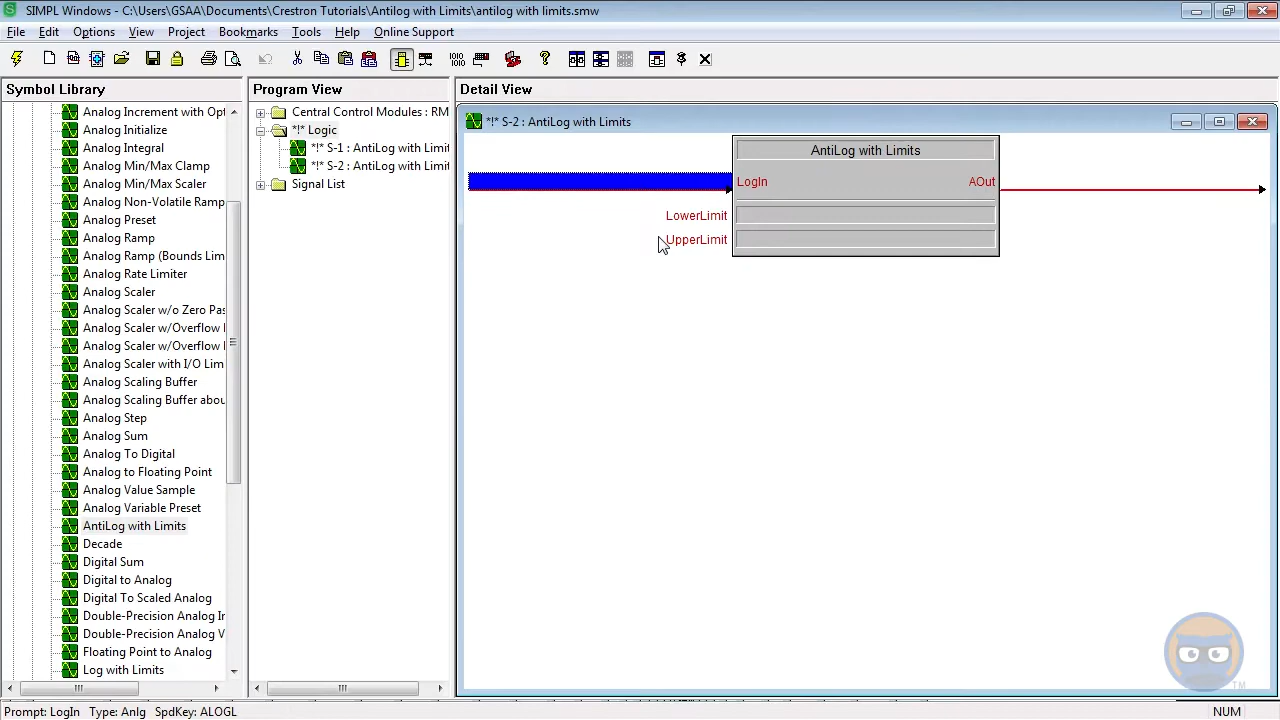 SIMPL Windows - C:\Users\GSAA\Documents\Crestron Tutorials\Antilog with Limits\antilog with limits.smw
File Edit Options View Project Bookmarks Tools Help Online Support
Symbol Library
Analog Increment with Opt
Analog Initialize
Analog Integral
Analog Min/Max Clamp
Analog Min/Max Scaler
Analog Non-Volatile Ramp
Analog Preset
Analog Ramp
Analog Ramp (Bounds Lim
Analog Rate Limiter
Analog Scaler
Analog Scaler w/o Zero Pas
Analog Scaler w/Overflow
Analog Scaler w/Overflow
Analog Scaler with I/O Lim
Analog Scaling Buffer
Analog Scaling Buffer abou
Analog Step
Analog Sum
Analog To Digital
Analog to Floating Point
Analog Value Sample
Analog Variable Preset
AntiLog with Limits
Decade
Digital Sum
Digital to Analog
Digital To Scaled Analog
Double-Precision Analog Ir
Double-Precision Analog V
Floating Point to Analog
Log with Limits
Program View
Central Control Modules : RM
*!* Logic
*!* S-1 : AntiLog with Limit
*!* S-2 : AntiLog with Limit
Signal List
Detail View
*!* S-2 : AntiLog with Limits
AntiLog with Limits
LogIn AOut
LowerLimit
UpperLimit
TM
Prompt: LogIn Type: Anlg SpdKey: ALOGL
NUM